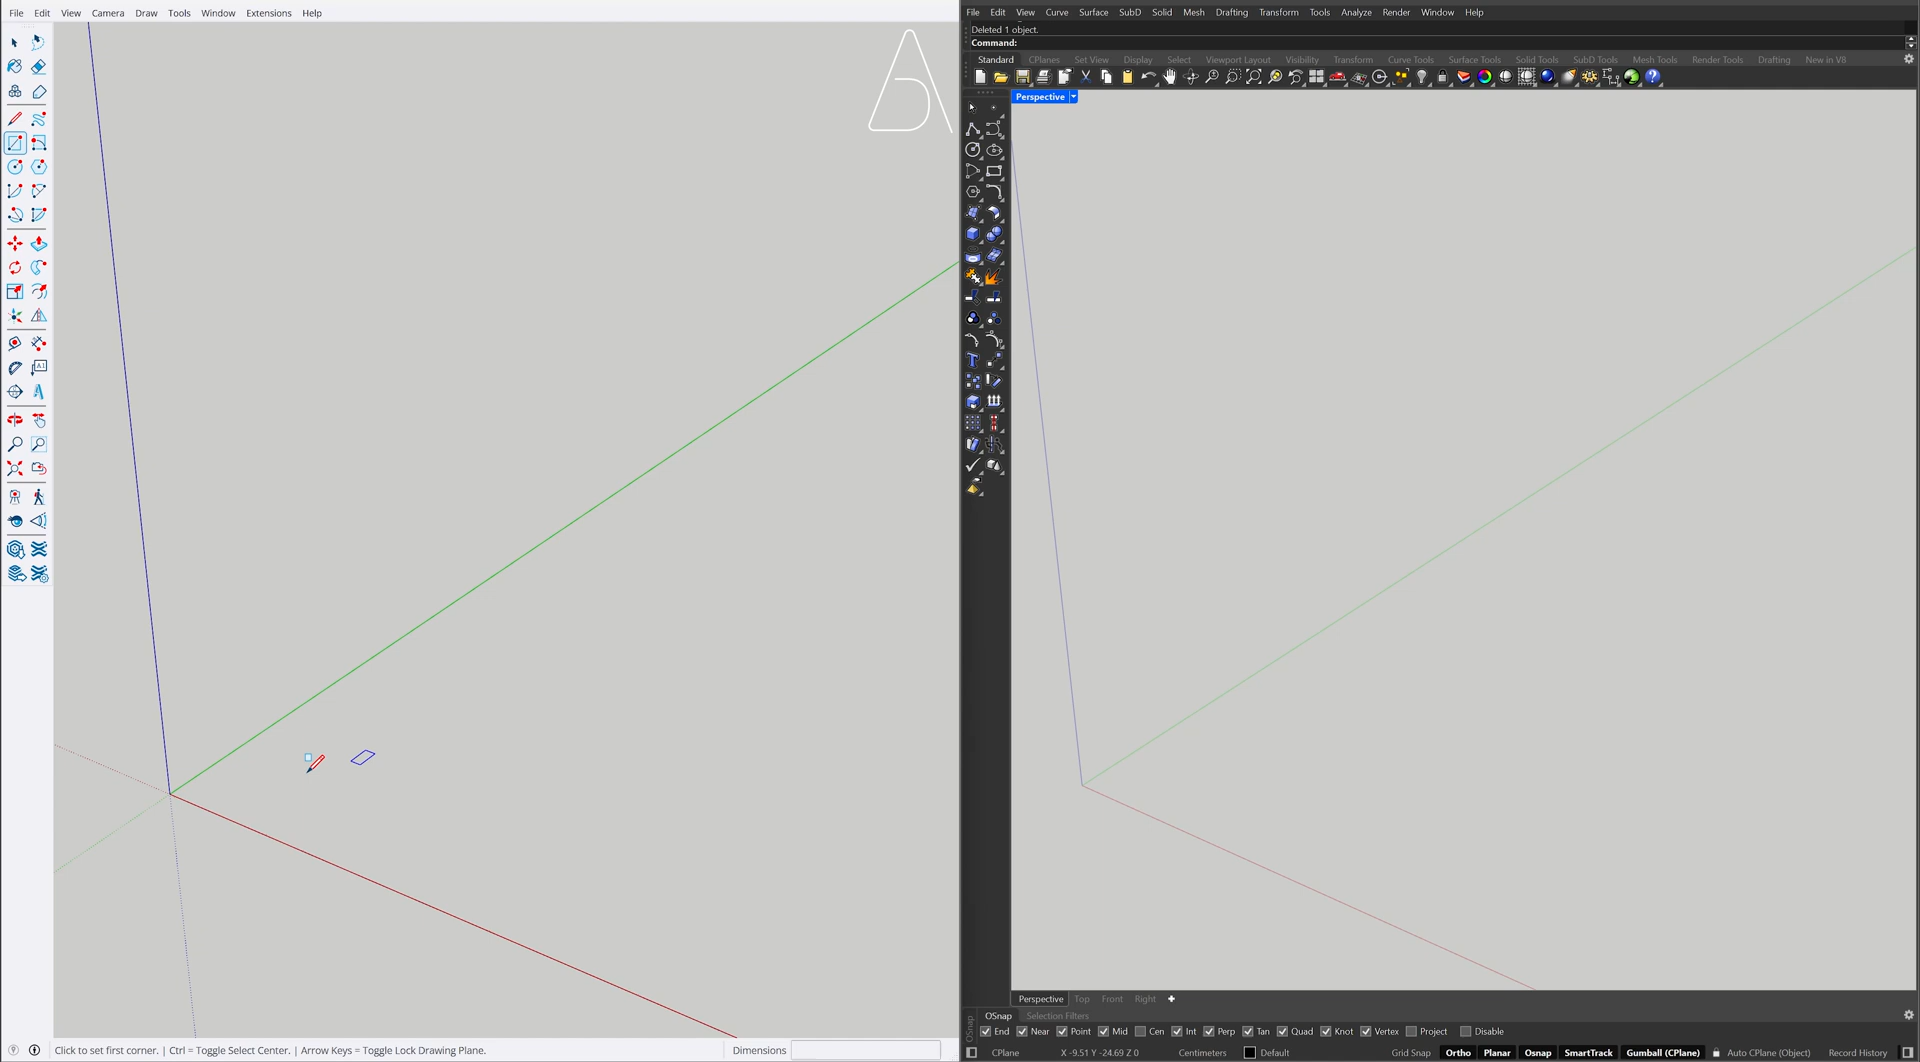 File Edit View Camera Draw Tools Window Extensions Help
File Edit View Curve Surface SubD Solid Mesh Drafting Transform Tools Analyze Render Window Help
Deleted 1 object.
Command:
Standard CPlanes Set View Display Select Viewport Layout Visibility Transform Curve Tools Surface Tools Solid Tools SubD Tools Mesh Tools Render Tools Drafting New in V8
Perspective
Perspective Top Front Right
OSnap Selection Filters
OSnap
End Near Point Mid Cen Int Perp Tan Quad Knot Vertex Project Disable
Click to set first corner. | Ctrl = Toggle Select Center. | Arrow Keys = Toggle Lock Drawing Plane. Dimensions
CPlane X -9.51 Y -24.69 Z 0 Centimeters Default Grid Snap Ortho Planar Osnap SmartTrack Gumball (CPlane) Auto CPlane (Object) Record History